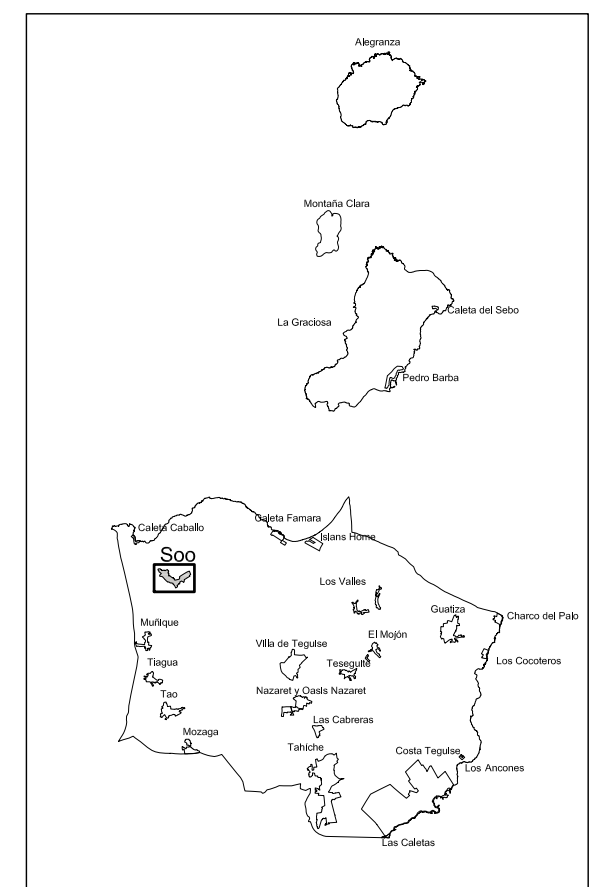 Alegranza
Montaña Clara
La Graciosa
Caleta del Sebo
Pedro Barba
Caleta Caballo
Caleta Famara
Islans Home
Soo
Los Valles
Guatiza
Charco del Palo
Muñique
El Mojón
Villa de Teguise
Los Cocoteros
Tiagua
Teseguite
Tao
Nazaret y Oasis Nazaret
Las Cabreras
Mozaga
Tahíche
Costa Teguise
Los Ancones
Las Caletas